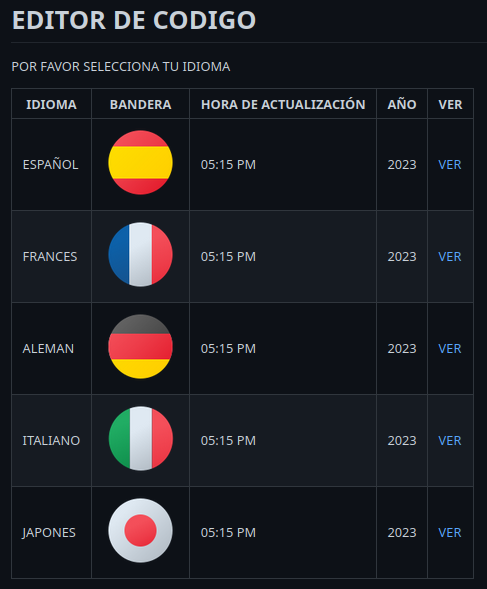 EDITOR DE CODIGO
POR FAVOR SELECCIONA TU IDIOMA
IDIOMA BANDERA HORA DE ACTUALIZACIÓN AÑO VER
ESPAÑOL 05:15 PM 2023 VER
FRANCES 05:15 PM 2023 VER
ALEMAN 05:15 PM 2023 VER
ITALIANO 05:15 PM 2023 VER
JAPONES 05:15 PM 2023 VER